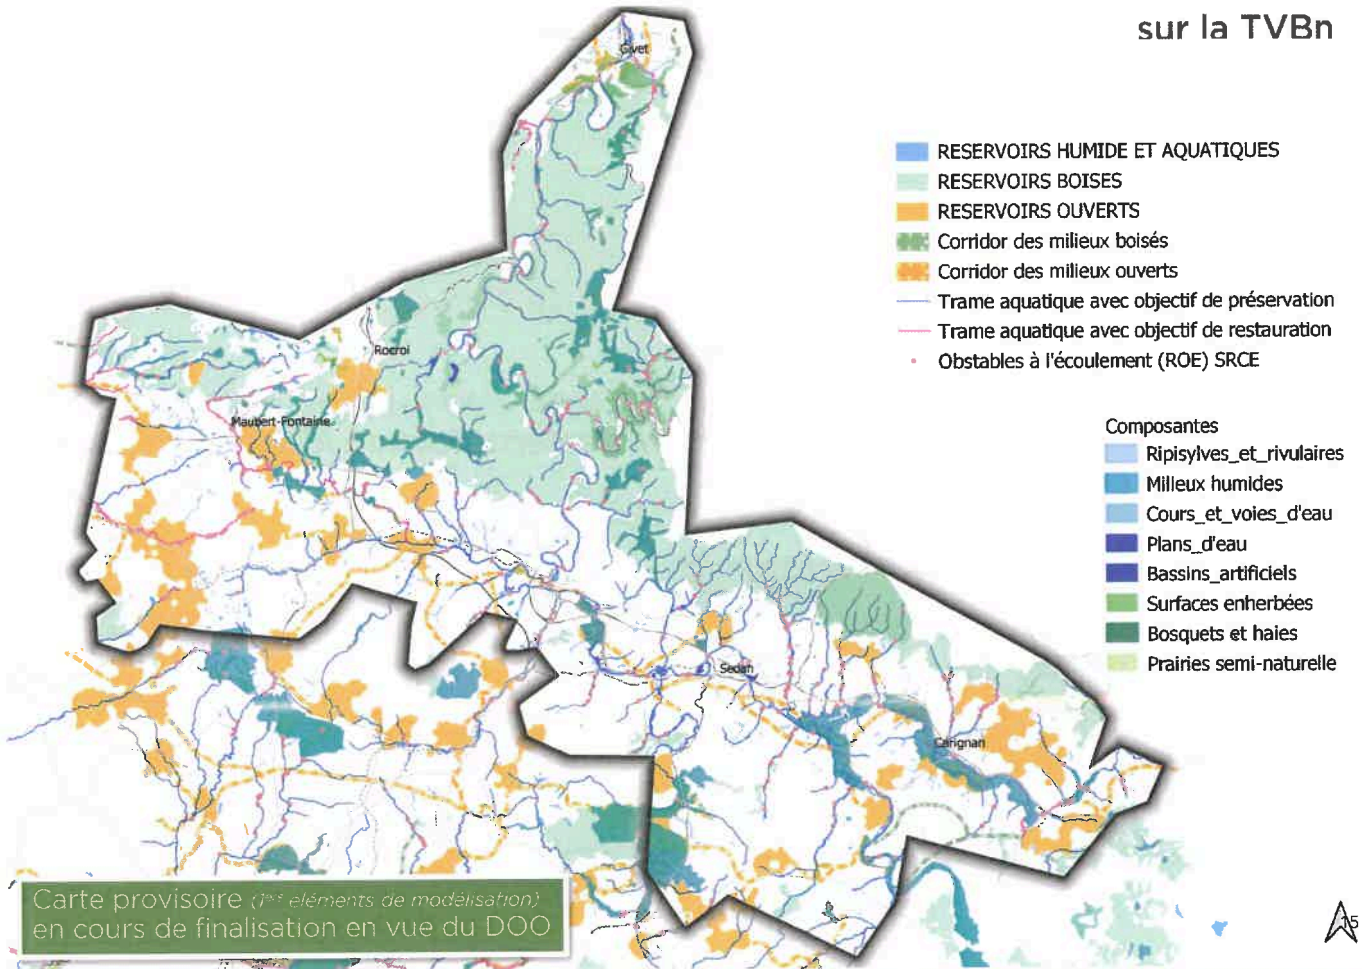 sur la TVBn
Givet
RESERVOIRS HUMIDE ET AQUATIQUES
RESERVOIRS BOISES
RESERVOIRS OUVERTS
Corridor des milieux boisés
Corridor des milieux ouverts
Trame aquatique avec objectif de préservation
Trame aquatique avec objectif de restauration
Obstables à l'écoulement (ROE) SRCE
Rocroi
Maubert-Fontaine
Composantes
Ripisylves_et_rivulaires
Milieux humides
Cours_et_voies_d'eau
Plans_d'eau
Bassins_artificiels
Surfaces enherbées
Bosquets et haies
Prairies semi-naturelle
Sedan
Carignan
Carte provisoire (1ers eléments de modélisation)
en cours de finalisation en vue du DOO
15